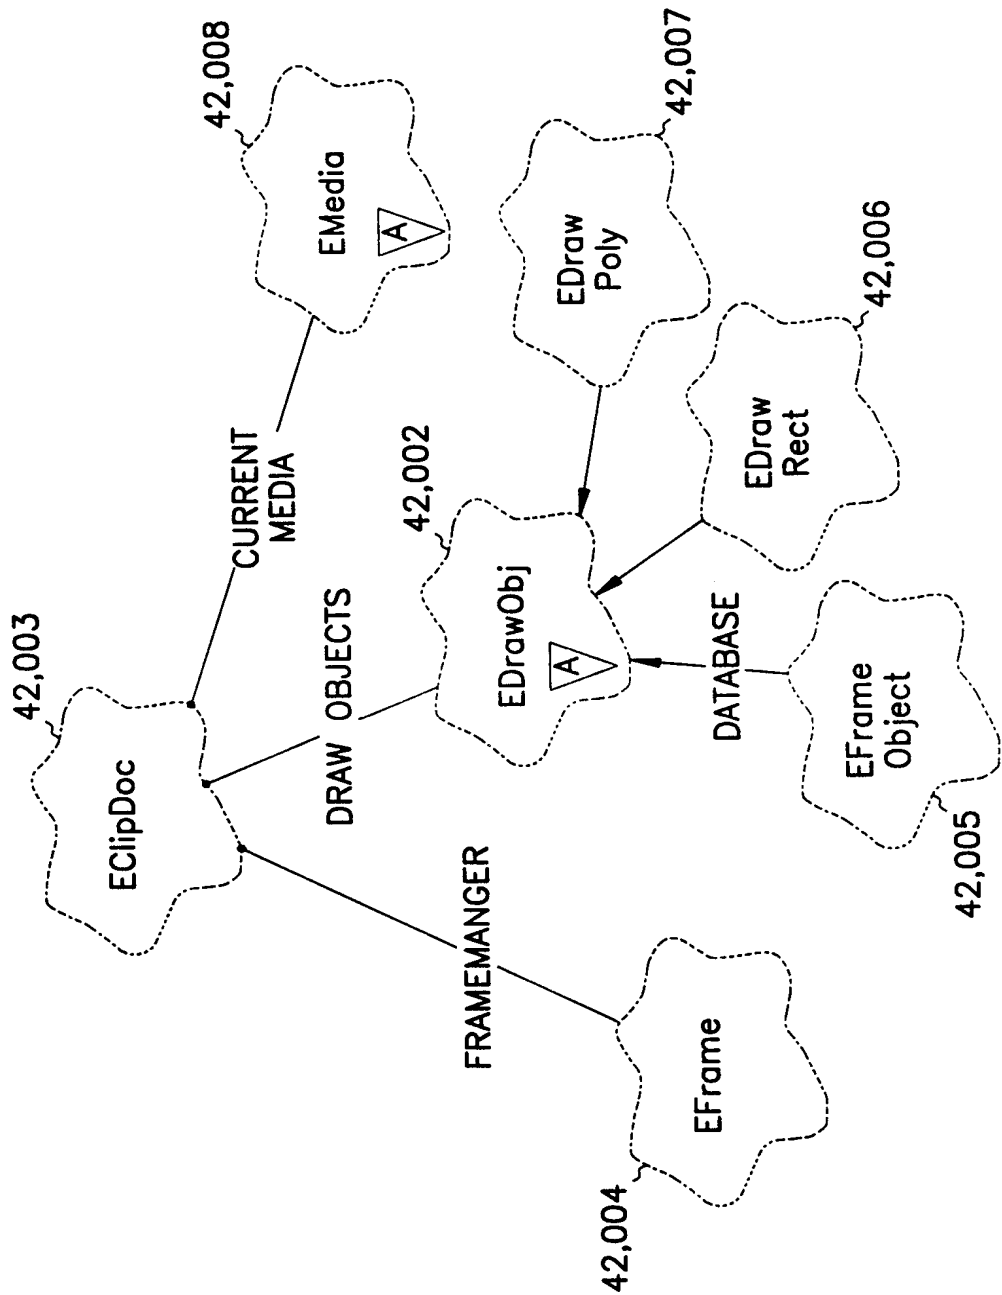 42,003
EClipDoc
42,008
EMedia
A
CURRENT
MEDIA
DRAW OBJECTS
42,002
EDrawObj
A
42,007
EDraw
Poly
FRAMEMANGER
DATABASE
42,006
EDraw
Rect
42,004
EFrame
42,005
EFrame
Object